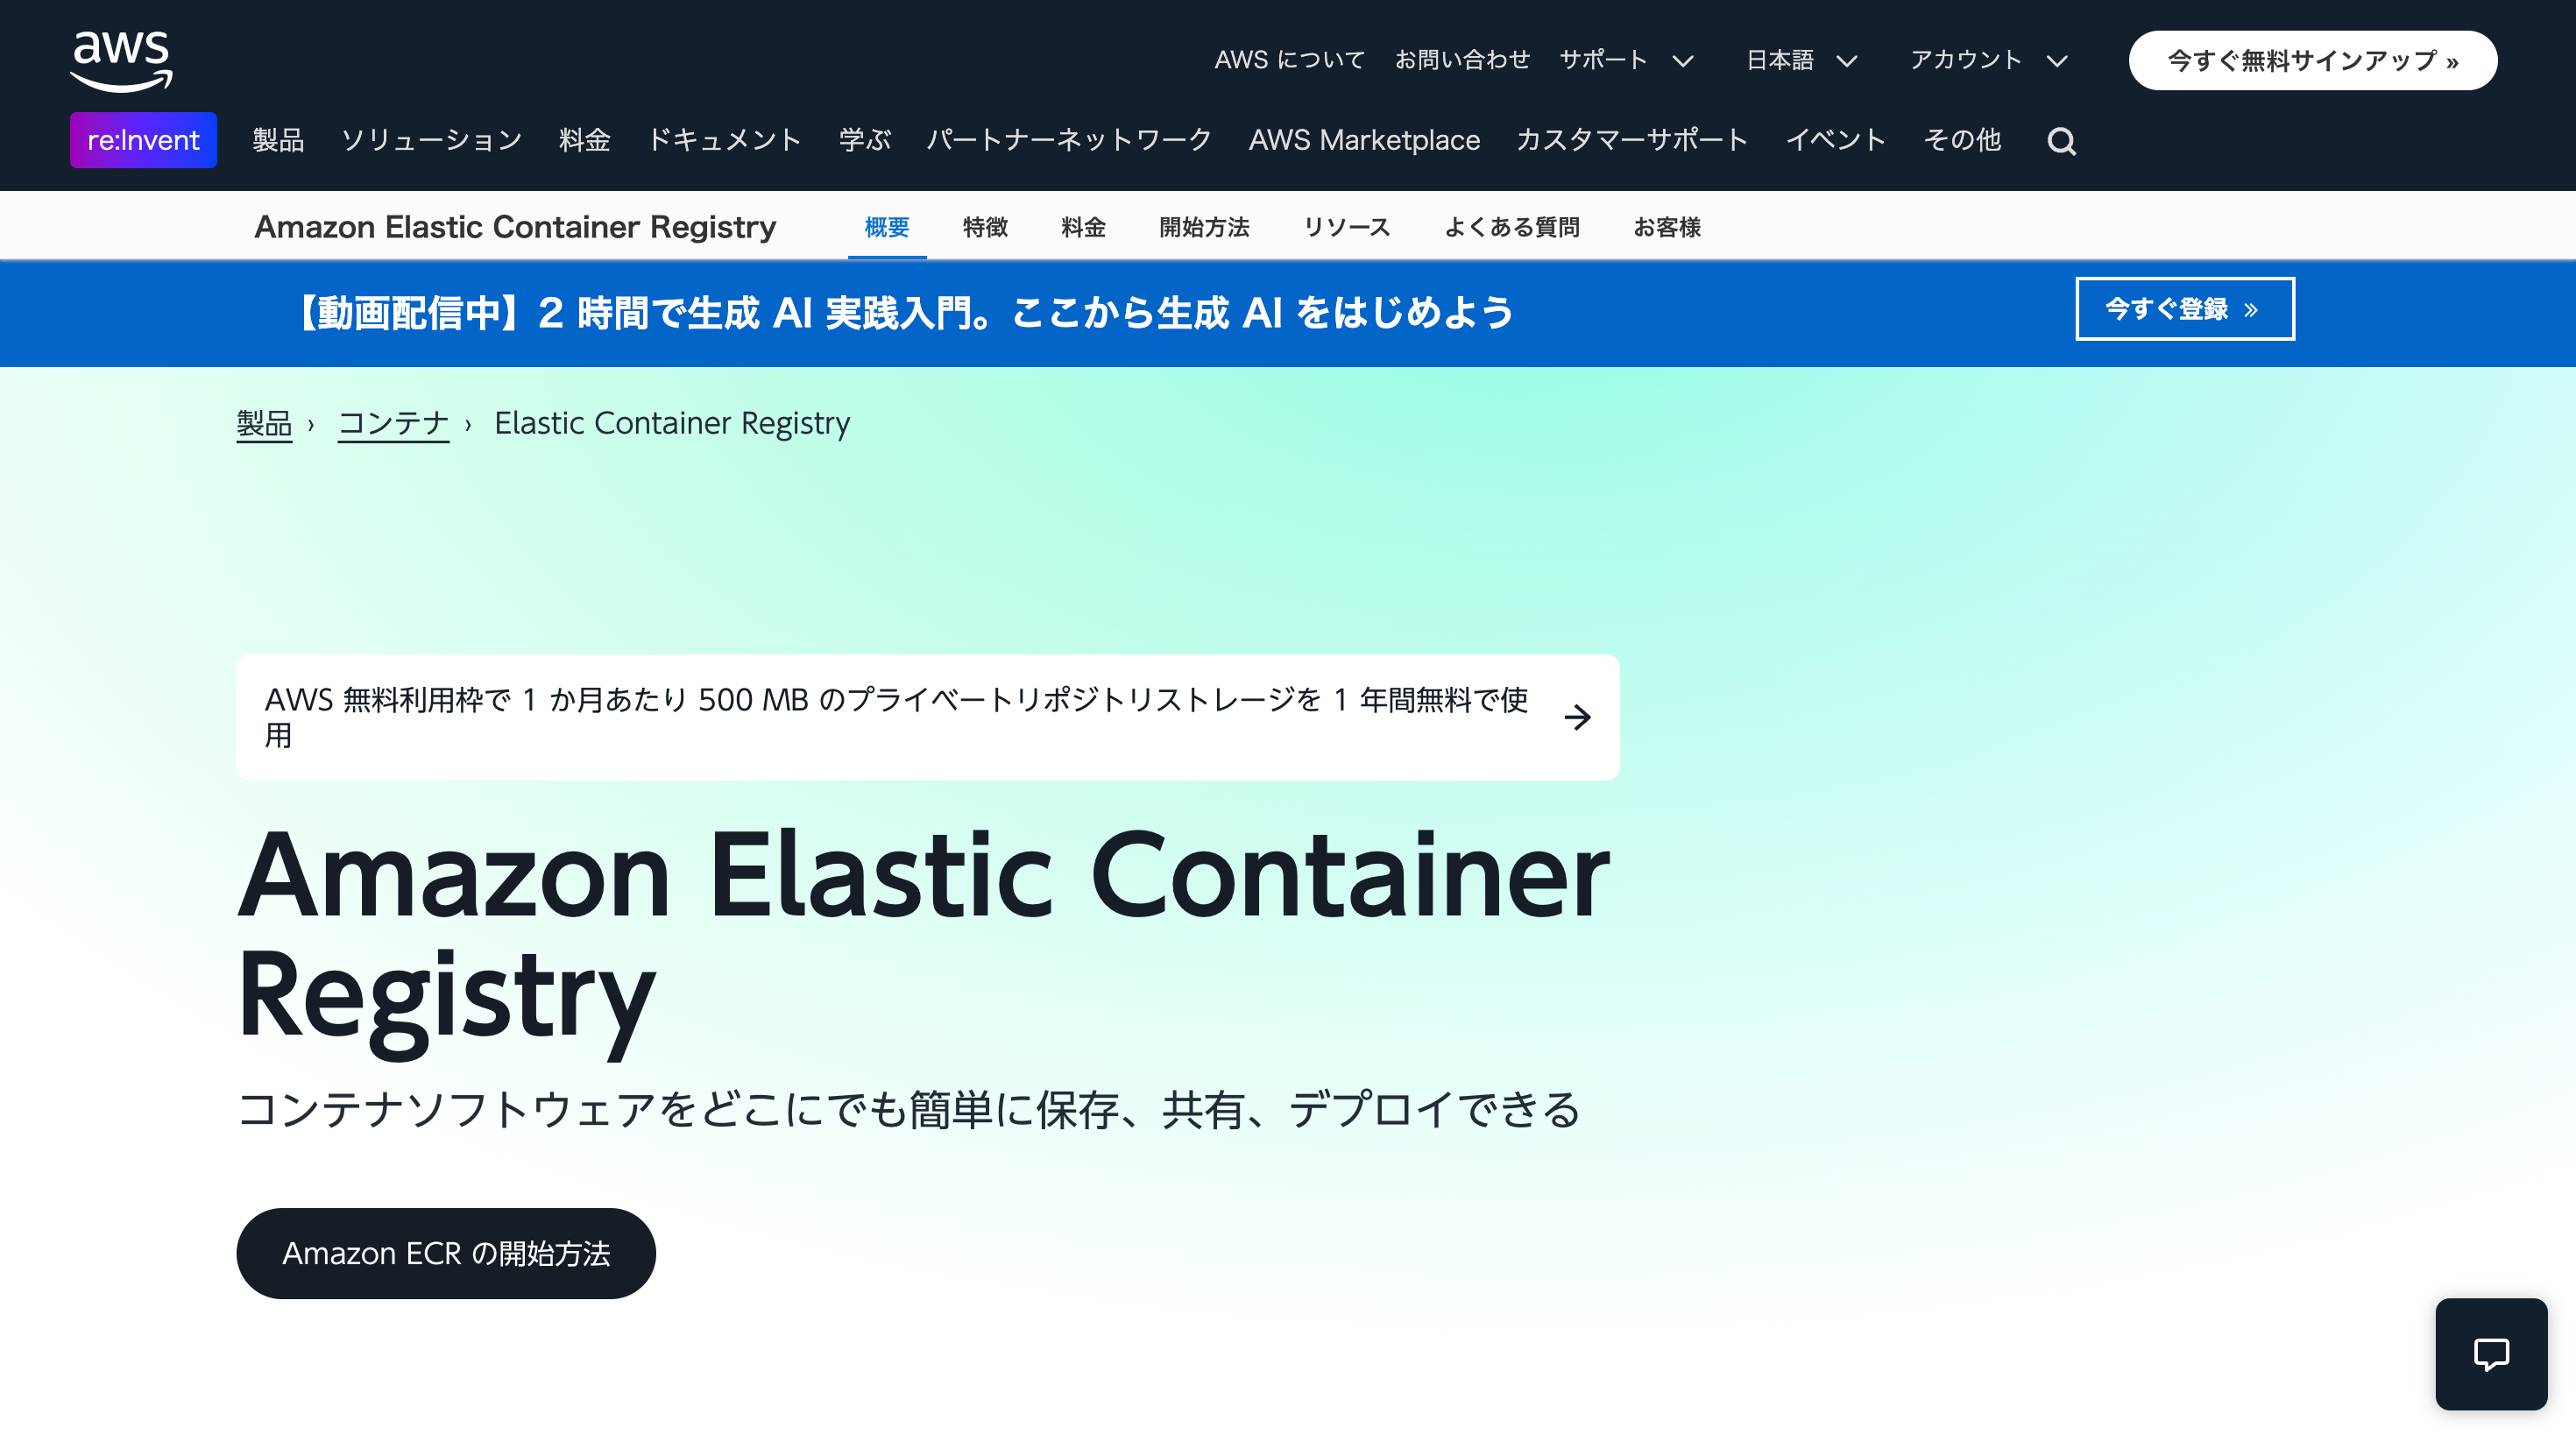 aws
AWS について お問い合わせ サポート 日本語 アカウント 今すぐ無料サインアップ »
re:Invent 製品 ソリューション 料金 ドキュメント 学ぶ パートナーネットワーク AWS Marketplace カスタマーサポート イベント その他
Amazon Elastic Container Registry 概要 特徴 料金 開始方法 リソース よくある質問 お客様
【動画配信中】2 時間で生成 AI 実践入門。ここから生成 AI をはじめよう 今すぐ登録 »
製品 › コンテナ › Elastic Container Registry
AWS 無料利用枠で 1 か月あたり 500 MB のプライベートリポジトリストレージを 1 年間無料で使
用
Amazon Elastic Container
Registry
コンテナソフトウェアをどこにでも簡単に保存、共有、デプロイできる
Amazon ECR の開始方法